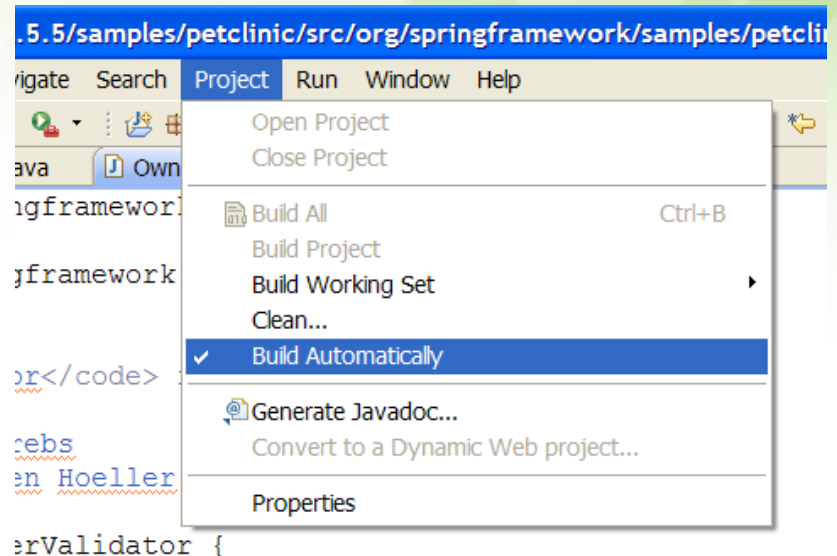 .5.5/samples/petclinic/src/org/springframework/samples/petcli
vigate Search Project Run Window Help
Open Project
ava Own Close Project
ngframewor
Build All Ctrl+B
Build Project
gframework
Build Working Set
Clean...
Build Automatically
or</code>
Generate Javadoc...
rebs
Convert to a Dynamic Web project...
en Hoeller
Properties
erValidator {